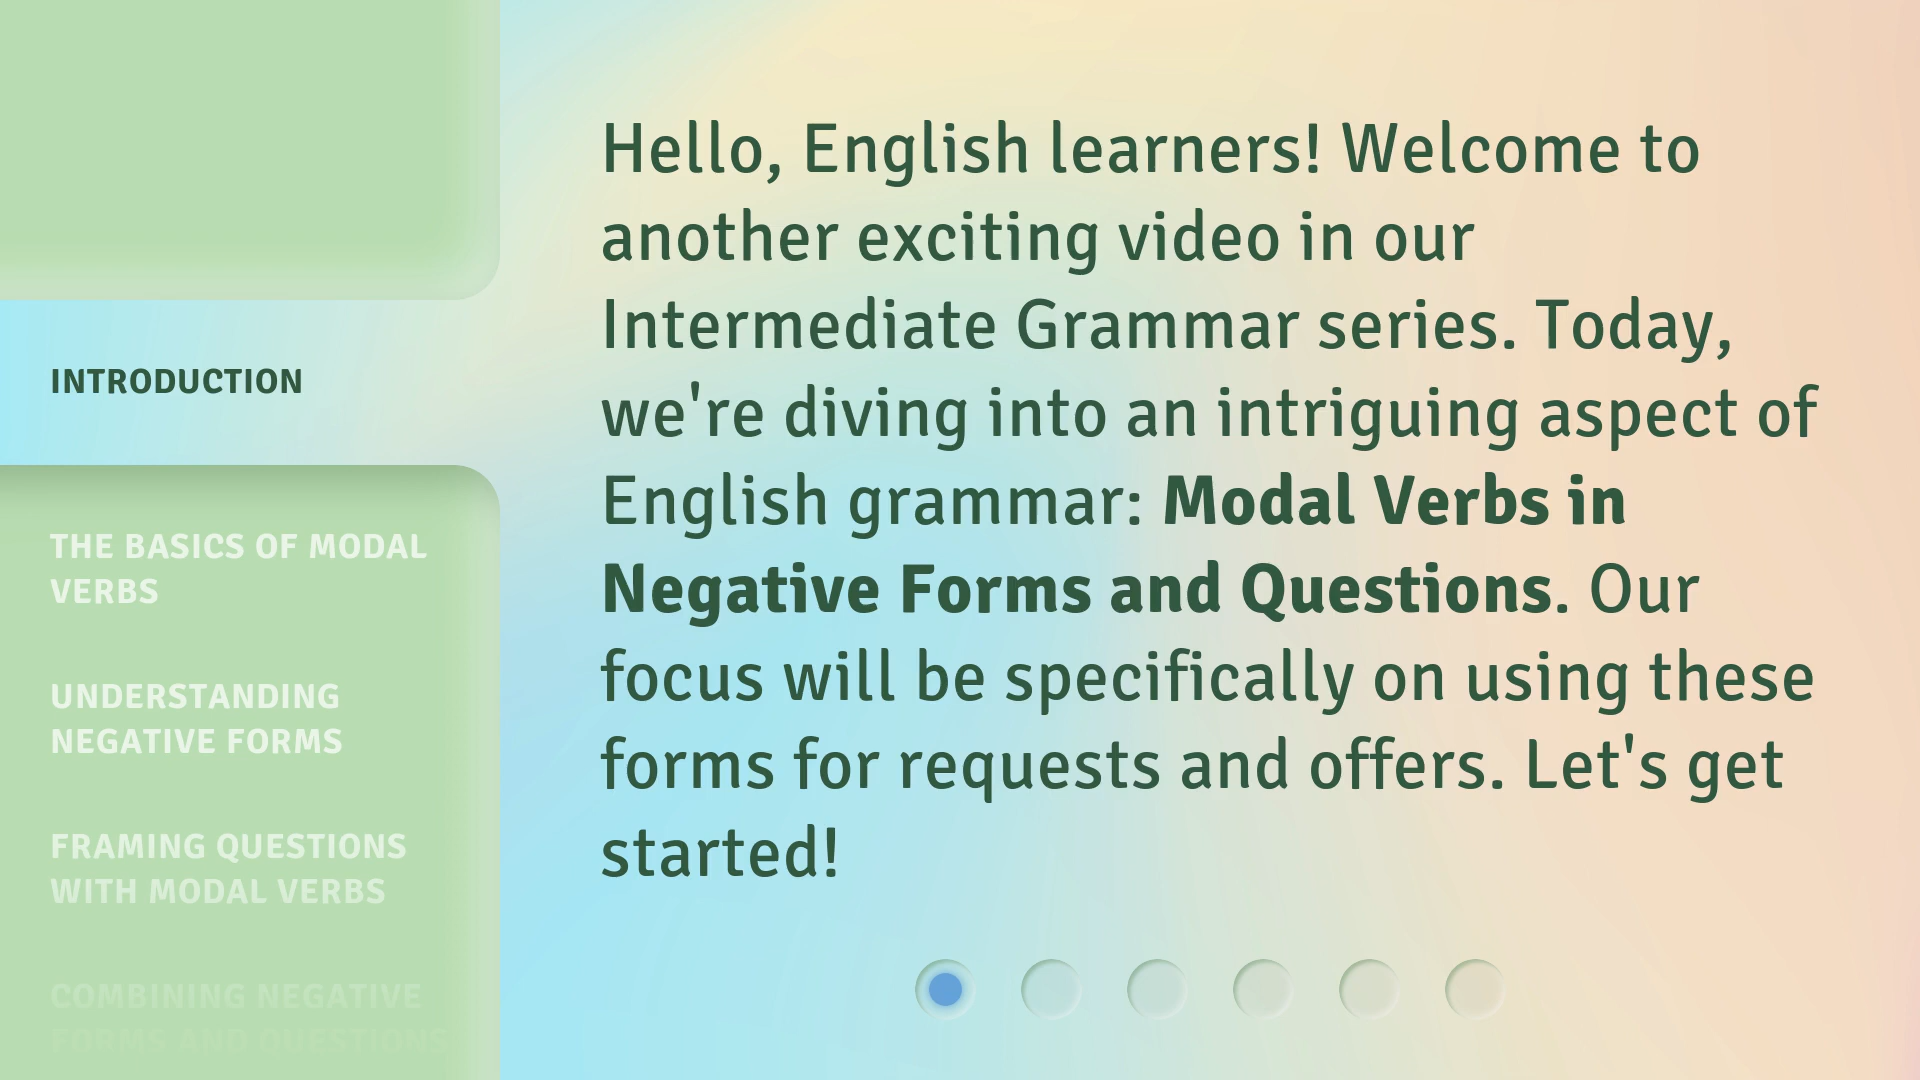 INTRODUCTION
THE BASICS OF MODAL
VERBS
UNDERSTANDING
NEGATIVE FORMS
FRAMING QUESTIONS
WITH MODAL VERBS
COMBINING NEGATIVE
FORMS AND QUESTIONS
Hello, English learners! Welcome to
another exciting video in our
Intermediate Grammar series. Today,
we're diving into an intriguing aspect of
English grammar: Modal Verbs in
Negative Forms and Questions. Our
focus will be specifically on using these
forms for requests and offers. Let's get
started!